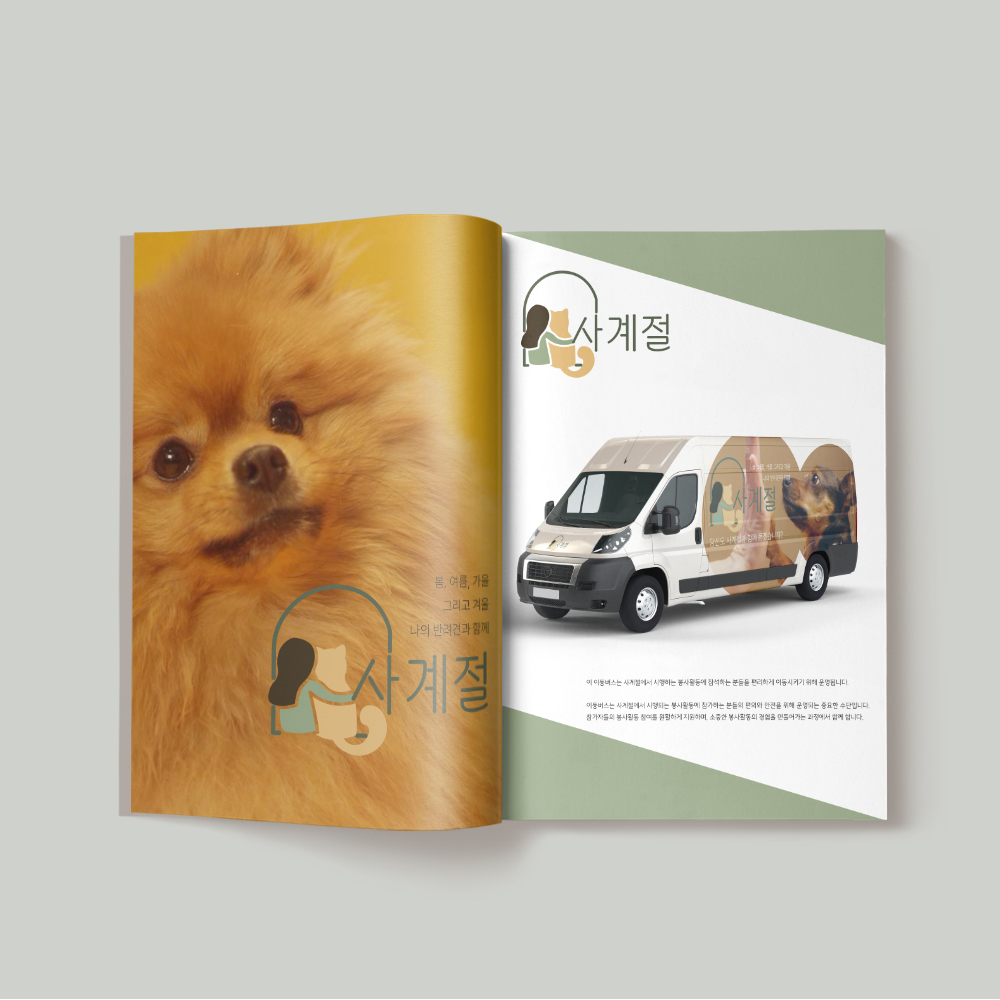 봄, 여름, 가을
그리고 겨울
나의 반려견과 함께
사계절
사계절
사계절
사계절
이 이동버스는 사계절에서 시행하는 봉사활동에 참석하는 분들을 편리하게 이동시키기 위해 운영됩니다.
이동버스는 사계절에서 시행되는 봉사활동에 참가하는 분들의 편의와 안전을 위해 운영되는 중요한 수단입니다.
참가자들의 봉사활동 참여를 원활하게 지원하며, 소중한 봉사활동의 경험을 만들어가는 과정에서 함께 합니다.